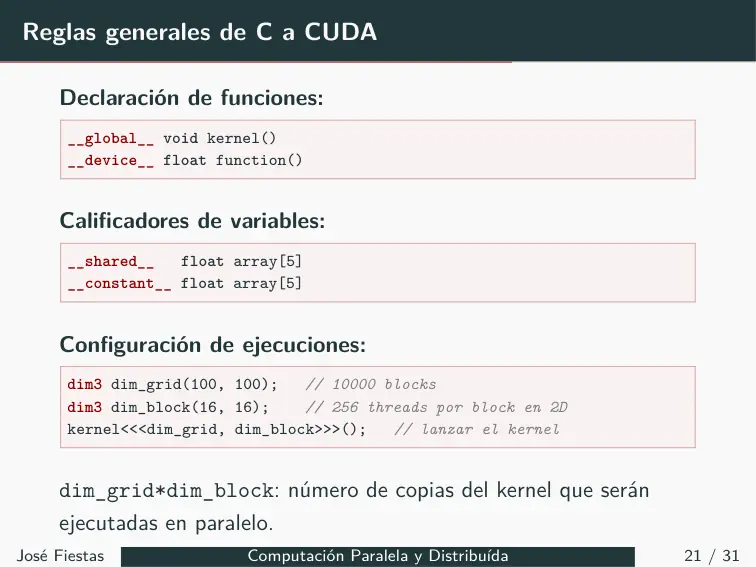 Reglas generales de C a CUDA
Declaración de funciones:
__global__ void kernel()
__device__ float function()
Calificadores de variables:
__shared__   float array[5]
__constant__ float array[5]
Configuración de ejecuciones:
dim3 dim_grid(100, 100);   // 10000 blocks
dim3 dim_block(16, 16);    // 256 threads por block en 2D
kernel<<<dim_grid, dim_block>>>();   // lanzar el kernel
dim_grid*dim_block: número de copias del kernel que serán
ejecutadas en paralelo.
José Fiestas Computación Paralela y Distribuída 21 / 31